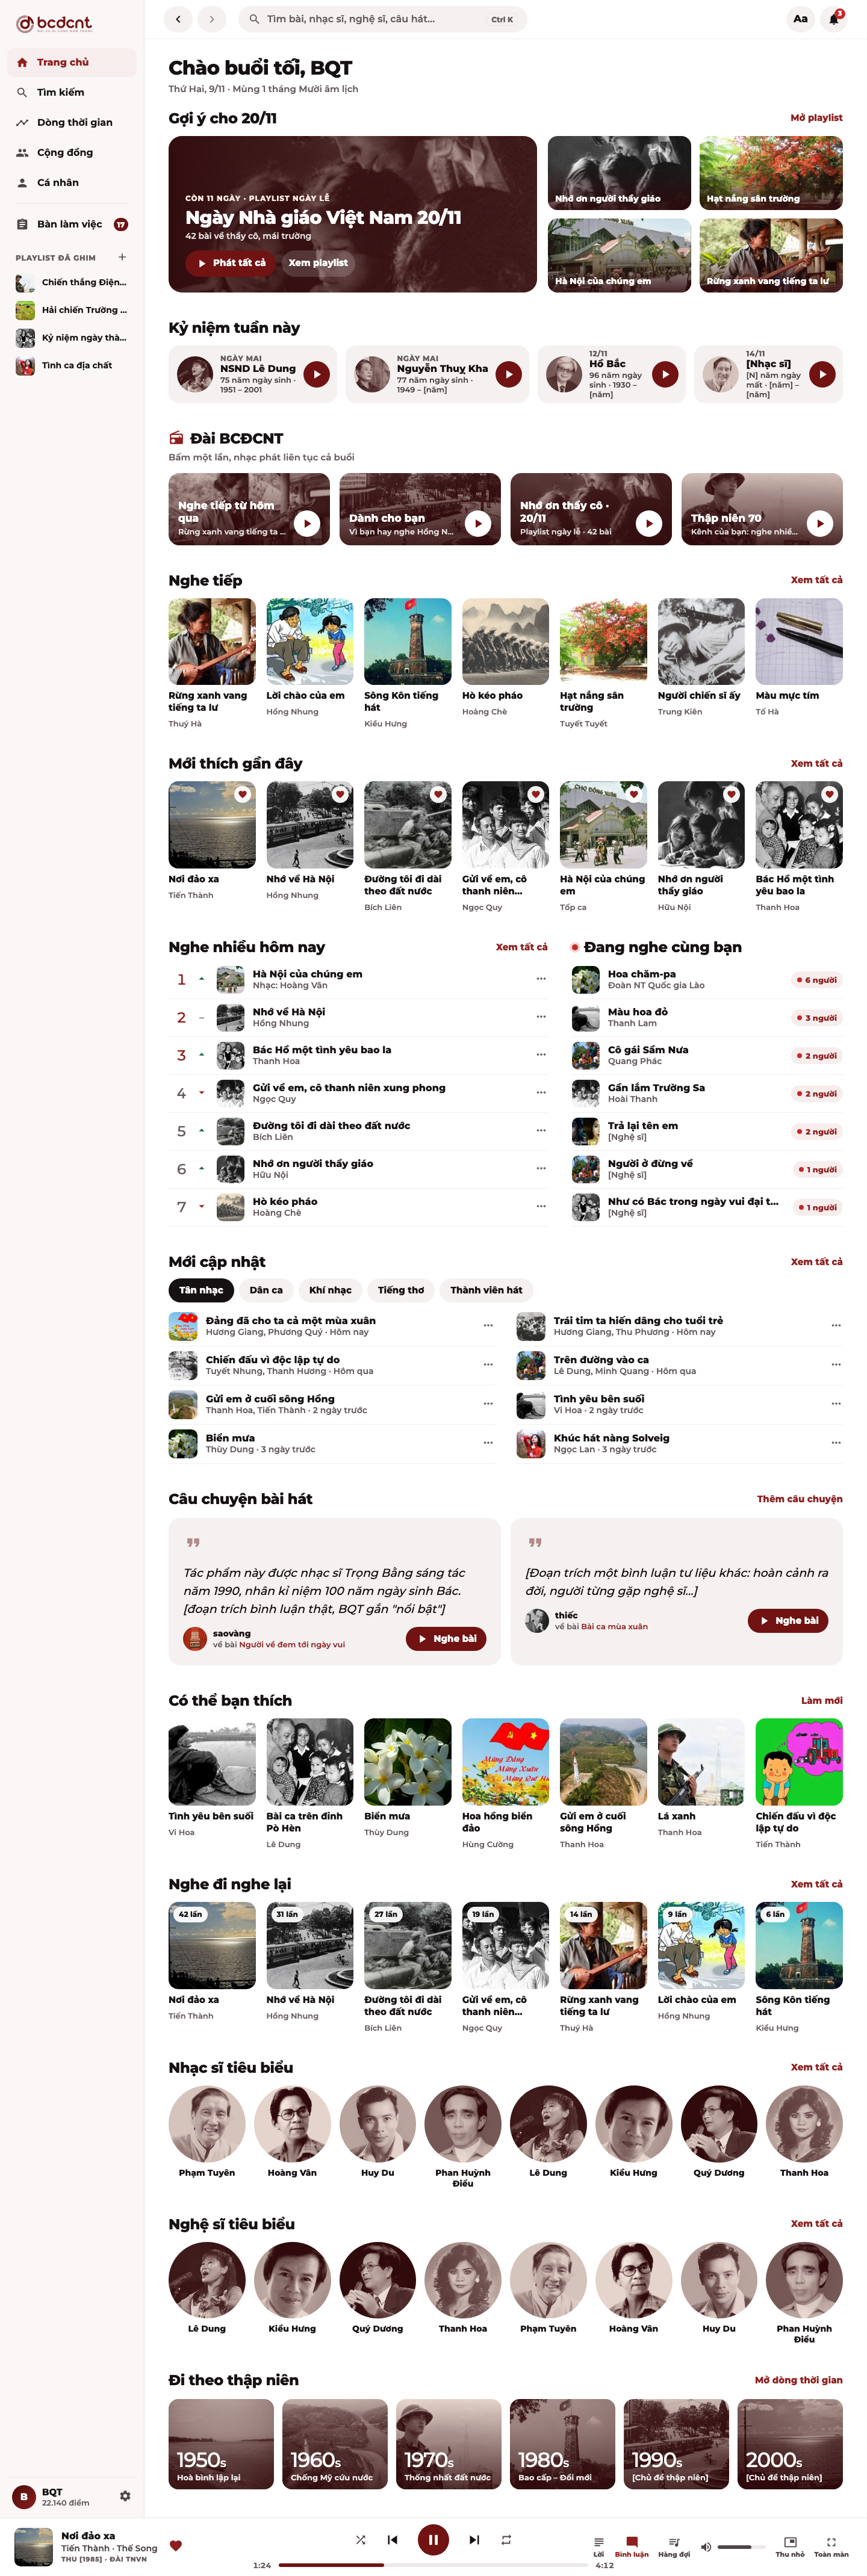 bcdcnt
Tìm bài, nhạc sĩ, nghệ sĩ, câu hát...
Ctrl K
Aa
3
Trang chủ
Tìm kiếm
Dòng thời gian
Cộng đồng
Cá nhân
Bàn làm việc
17
PLAYLIST ĐÃ GHIM
Chiến thắng Điện...
Hải chiến Trường ...
Kỷ niệm ngày thà...
Tình ca địa chất
Chào buổi tối, BQT
Thứ Hai, 9/11 · Mùng 1 tháng Mười âm lịch
Gợi ý cho 20/11
Mở playlist
CÒN 11 NGÀY · PLAYLIST NGÀY LỄ
Ngày Nhà giáo Việt Nam 20/11
42 bài về thầy cô, mái trường
Phát tất cả
Xem playlist
Nhớ ơn người thầy giáo
Hạt nắng sân trường
Hà Nội của chúng em
Rừng xanh vang tiếng ta lư
Kỷ niệm tuần này
NGÀY MAI
NSND Lê Dung
75 năm ngày sinh ·
1951 – 2001
NGÀY MAI
Nguyễn Thuỵ Kha
77 năm ngày sinh ·
1949 – [năm]
12/11
Hồ Bắc
96 năm ngày
sinh · 1930 –
[năm]
14/11
[Nhạc sĩ]
[N] năm ngày
mất · [năm] –
[năm]
Đài BCĐCNT
Bấm một lần, nhạc phát liên tục cả buổi
Nghe tiếp từ hôm
qua
Rừng xanh vang tiếng ta ...
Dành cho bạn
Vì bạn hay nghe Hồng N...
Nhớ ơn thầy cô ·
20/11
Playlist ngày lễ · 42 bài
Thập niên 70
Kênh của bạn: nghe nhiề...
Nghe tiếp
Xem tất cả
Rừng xanh vang
tiếng ta lư
Thuý Hà
Lời chào của em
Hồng Nhung
Sông Kôn tiếng
hát
Kiều Hưng
Hò kéo pháo
Hoàng Chè
Hạt nắng sân
trường
Tuyết Tuyết
Người chiến sĩ ấy
Trung Kiên
Màu mực tím
Tố Hà
Mới thích gần đây
Xem tất cả
Nơi đảo xa
Tiến Thành
Nhớ về Hà Nội
Hồng Nhung
Đường tôi đi dài
theo đất nước
Bích Liên
Gửi về em, cô
thanh niên...
Ngọc Quy
CHỢ ĐỒNG XUÂN
Hà Nội của chúng
em
Tốp ca
Nhớ ơn người
thầy giáo
Hữu Nội
Bác Hồ một tình
yêu bao la
Thanh Hoa
Nghe nhiều hôm nay
Xem tất cả
1
Hà Nội của chúng em
Nhạc: Hoàng Vân
2
Nhớ về Hà Nội
Hồng Nhung
3
Bác Hồ một tình yêu bao la
Thanh Hoa
4
Gửi về em, cô thanh niên xung phong
Ngọc Quy
5
Đường tôi đi dài theo đất nước
Bích Liên
6
Nhớ ơn người thầy giáo
Hữu Nội
7
Hò kéo pháo
Hoàng Chè
Đang nghe cùng bạn
Hoa chăm-pa
Đoàn NT Quốc gia Lào
6 người
Màu hoa đỏ
Thanh Lam
3 người
Cô gái Sầm Nưa
Quang Phác
2 người
Gần lắm Trường Sa
Hoài Thanh
2 người
Trả lại tên em
[Nghệ sĩ]
2 người
Người ở đừng về
[Nghệ sĩ]
1 người
Như có Bác trong ngày vui đại t...
[Nghệ sĩ]
1 người
Mới cập nhật
Xem tất cả
Tân nhạc
Dân ca
Khí nhạc
Tiếng thơ
Thành viên hát
Đảng đã cho ta cả một mùa xuân
Hương Giang, Phương Quý · Hôm nay
Trái tim ta hiến dâng cho tuổi trẻ
Hương Giang, Thu Phương · Hôm nay
Chiến đấu vì độc lập tự do
Tuyết Nhung, Thanh Hương · Hôm qua
Trên đường vào ca
Lê Dung, Minh Quang · Hôm qua
Gửi em ở cuối sông Hồng
Thanh Hoa, Tiến Thành · 2 ngày trước
Tình yêu bên suối
Vi Hoa · 2 ngày trước
Biển mưa
Thùy Dung · 3 ngày trước
Khúc hát nàng Solveig
Ngọc Lan · 3 ngày trước
Câu chuyện bài hát
Thêm câu chuyện
Tác phẩm này được nhạc sĩ Trọng Bằng sáng tác
năm 1990, nhân kỉ niệm 100 năm ngày sinh Bác.
[đoạn trích bình luận thật, BQT gắn "nổi bật"]
saovàng
về bài Người về đem tới ngày vui
Nghe bài
[Đoạn trích một bình luận tư liệu khác: hoàn cảnh ra
đời, người từng gặp nghệ sĩ...]
thiếc
về bài Bài ca mùa xuân
Nghe bài
Có thể bạn thích
Làm mới
Tình yêu bên suối
Vi Hoa
Bài ca trên đỉnh
Pò Hèn
Lê Dung
Biển mưa
Thùy Dung
Mừng Đảng
Mừng Xuân
Hoa hồng biển
đảo
Hùng Cường
Gửi em ở cuối
sông Hồng
Thanh Hoa
Lá xanh
Thanh Hoa
Chiến đấu vì độc
lập tự do
Tiến Thành
Nghe đi nghe lại
Xem tất cả
42 lần
Nơi đảo xa
Tiến Thành
31 lần
Nhớ về Hà Nội
Hồng Nhung
27 lần
Đường tôi đi dài
theo đất nước
Bích Liên
19 lần
Gửi về em, cô
thanh niên...
Ngọc Quy
14 lần
Rừng xanh vang
tiếng ta lư
Thuý Hà
9 lần
Lời chào của em
Hồng Nhung
6 lần
Sông Kôn tiếng
hát
Kiều Hưng
Nhạc sĩ tiêu biểu
Xem tất cả
Phạm Tuyên
Hoàng Vân
Huy Du
Phan Huỳnh
Điểu
Lê Dung
Kiều Hưng
Quý Dương
Thanh Hoa
Nghệ sĩ tiêu biểu
Xem tất cả
Lê Dung
Kiều Hưng
Quý Dương
Thanh Hoa
Phạm Tuyên
Hoàng Vân
Huy Du
Phan Huỳnh
Điểu
Đi theo thập niên
Mở dòng thời gian
1950s
Hoà bình lập lại
1960s
Chống Mỹ cứu nước
1970s
Thống nhất đất nước
1980s
Bao cấp – Đổi mới
1990s
[Chủ đề thập niên]
2000s
[Chủ đề thập niên]
B
BQT
22.140 điểm
Nơi đảo xa
Tiến Thành · Thế Song
THU [1985] · ĐÀI TNVN
1:24
4:12
Lời
Bình luận
Hàng đợi
Thu nhỏ
Toàn màn